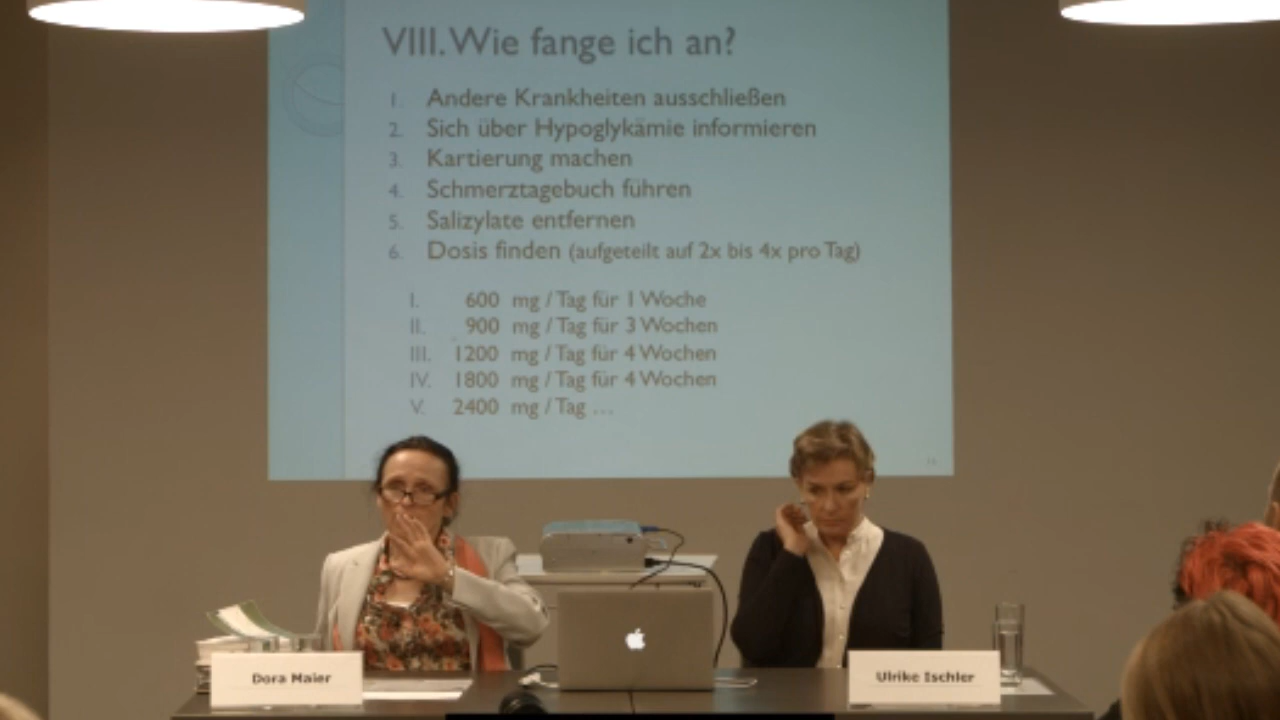 VIII. Wie fange ich an?
1. Andere Krankheiten ausschließen
2. Sich über Hypoglykämie informieren
3. Kartierung machen
4. Schmerztagebuch führen
5. Salizylate entfernen
6. Dosis finden (aufgeteilt auf 2x bis 4x pro Tag)
I. 600 mg / Tag für 1 Woche
II. 900 mg / Tag für 3 Wochen
III. 1200 mg / Tag für 4 Wochen
IV. 1800 mg / Tag für 4 Wochen
V. 2400 mg / Tag ...
Dora Maier
Ulrike Ischler